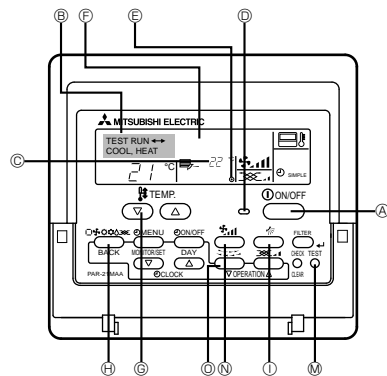 Ⓑ Ⓕ Ⓔ Ⓓ
MITSUBISHI ELECTRIC
TEST RUN
COOL, HEAT
Ⓒ 21 °C 22 °C
SIMPLE
TEMP. ON/OFF
Ⓐ
MENU ON/OFF FILTER
BACK MONITOR/SET DAY CHECK TEST
PAR-21MAA CLOCK OPERATION CLEAR
Ⓗ Ⓖ Ⓞ Ⓝ Ⓘ Ⓜ